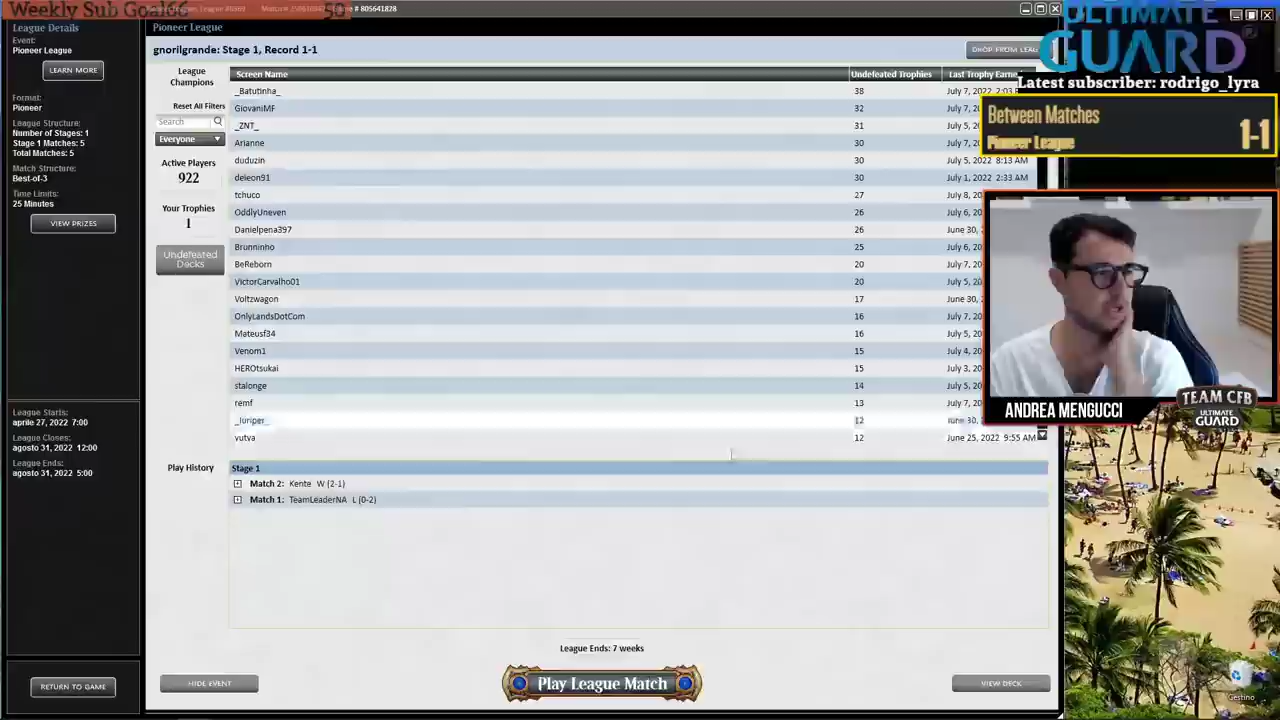 Weekly Sub Goal
League Details
Event:
Pioneer League
LEARN MORE
Format:
Pioneer
League Structure:
Number of Stages: 1
Stage 1 Matches: 5
Total Matches: 5
Match Structure:
Best-of-3
Time Limits:
25 Minutes
VIEW PRIZES
League Starts:
aprile 27, 2022 7:00
League Closes:
agosto 31, 2022 12:00
League Ends:
agosto 31, 2022 5:00
RETURN TO GAME
Pioneer League
gnorilgrande: Stage 1, Record 1-1
DROP FROM LEAG
League Champions
Reset All Filters
Search
Everyone
Active Players
922
Your Trophies
1
Undefeated Decks
Screen Name Undefeated Trophies Last Trophy Earne
_Batutinha_ 38 July 7, 2022 2:03
GiovaniMF 32 July 7, 20
_ZNT_ 31 July 5, 20
Arianne 30 July 7, 20
duduzin 30 July 5, 2022 8:13 AM
deleon91 30 July 1, 2022 2:33 AM
tchuco 27 July 8, 20
OddlyUneven 26 July 6, 20
Danielpena397 26 June 30,
Brunninho 25 July 6, 20
BeReborn 20 July 7, 20
VictorCarvalho01 20 July 5, 20
Voltzwagon 17 June 30,
OnlyLandsDotCom 16 July 7, 20
Mateusf34 16 July 5, 20
Venom1 15 July 4, 20
HEROtsukai 15 July 3, 20
stalonge 14 July 5, 20
remf 13 July 7, 20
_Iuriper_ 12 June 30,
vutva 12 June 25, 2022 9:55 AM
Play History
Stage 1
Match 2: Kente W (2-1)
Match 1: TeamLeaderNA L (0-2)
League Ends: 7 weeks
HIDE EVENT
Play League Match
VIEW DECK
ULTIMATE
GUARD
Latest subscriber: rodrigo_lyra
Between Matches
Pioneer League
1-1
ANDREA MENGUCCI
TEAM CFB
ULTIMATE
GUARD
Cestino